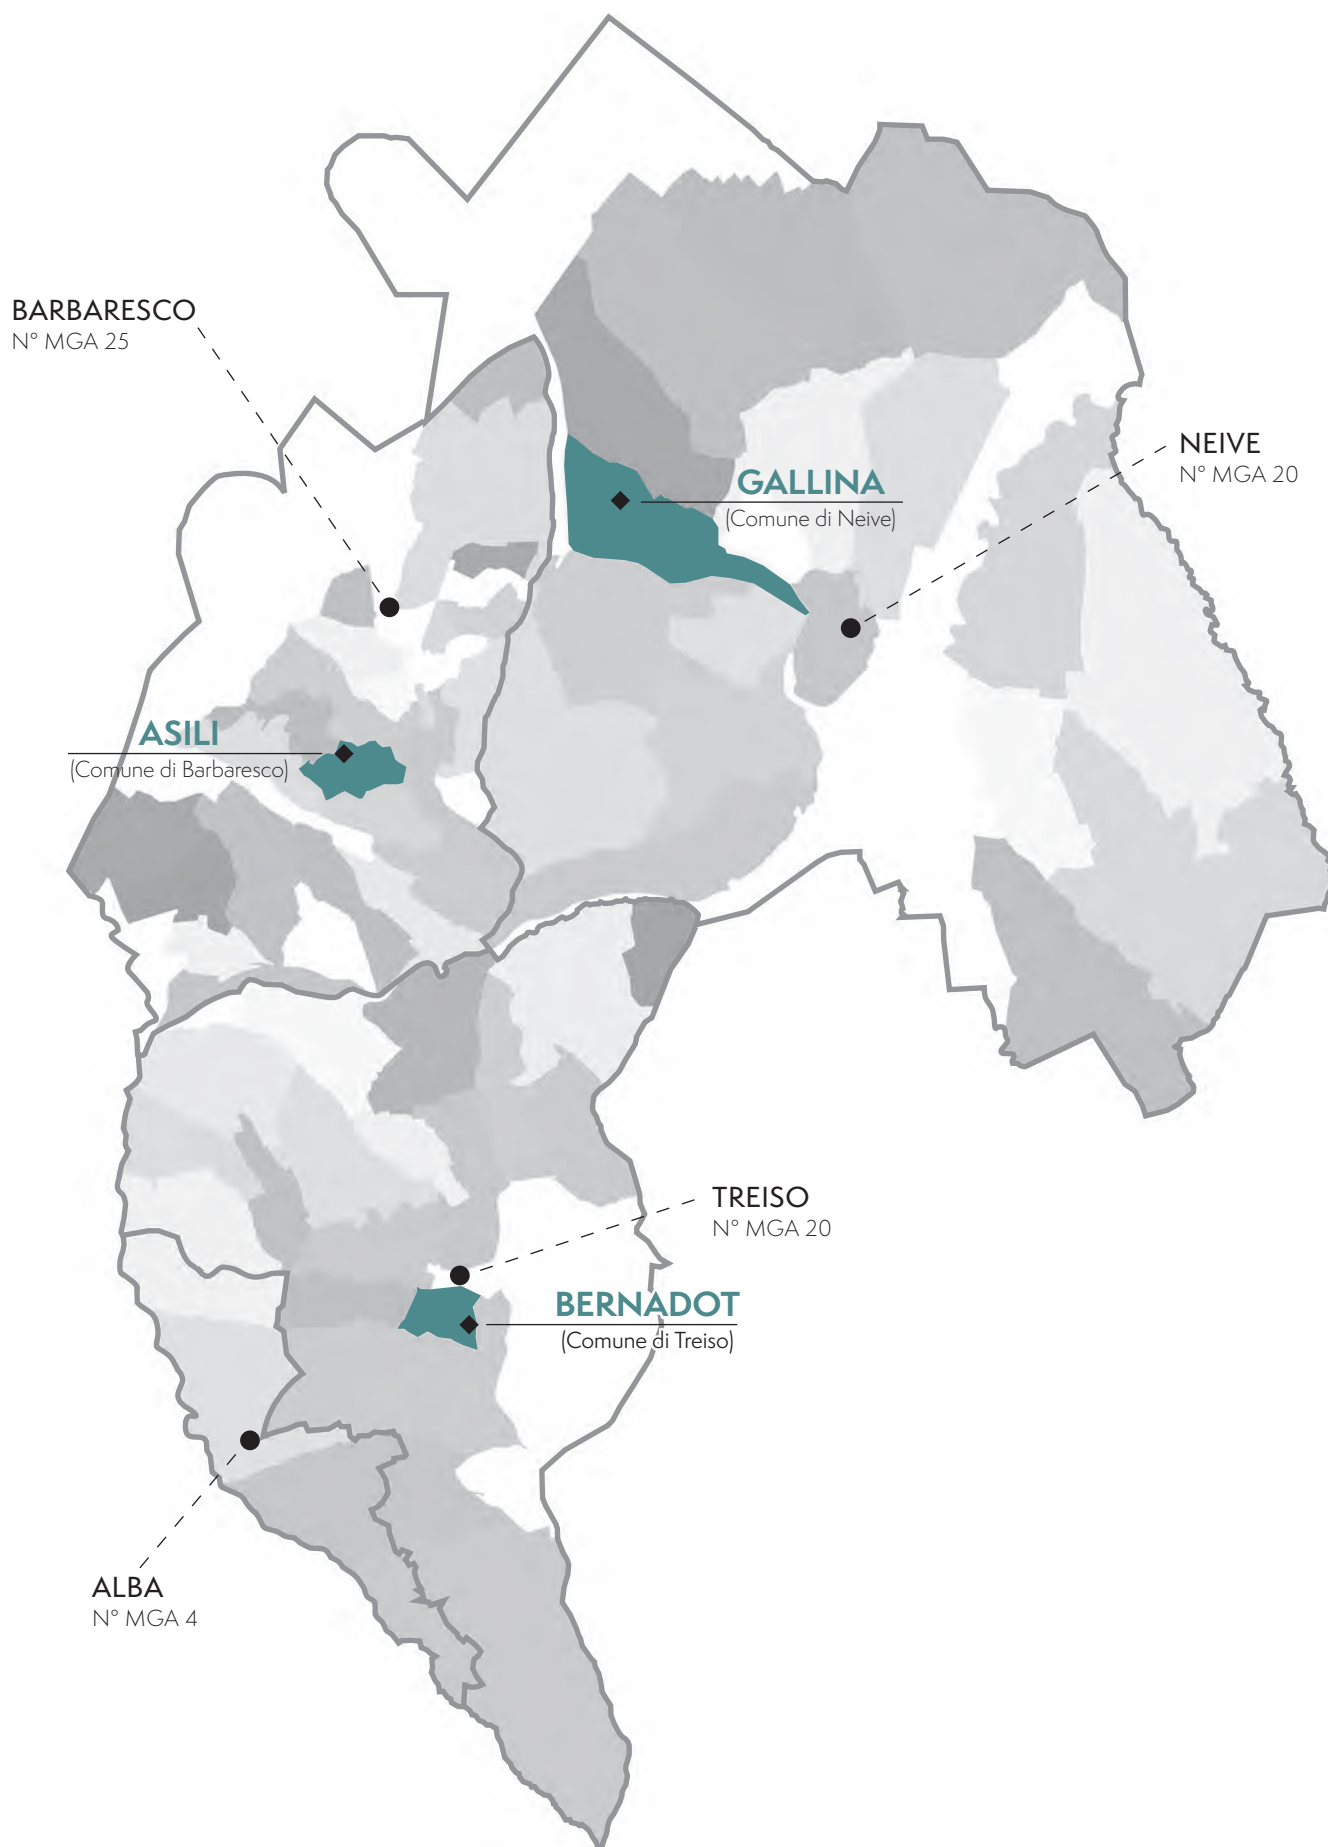 BARBARESCO
N° MGA 25
NEIVE
N° MGA 20
GALLINA
(Comune di Neive)
ASILI
(Comune di Barbaresco)
TREISO
N° MGA 20
BERNADOT
(Comune di Treiso)
ALBA
N° MGA 4